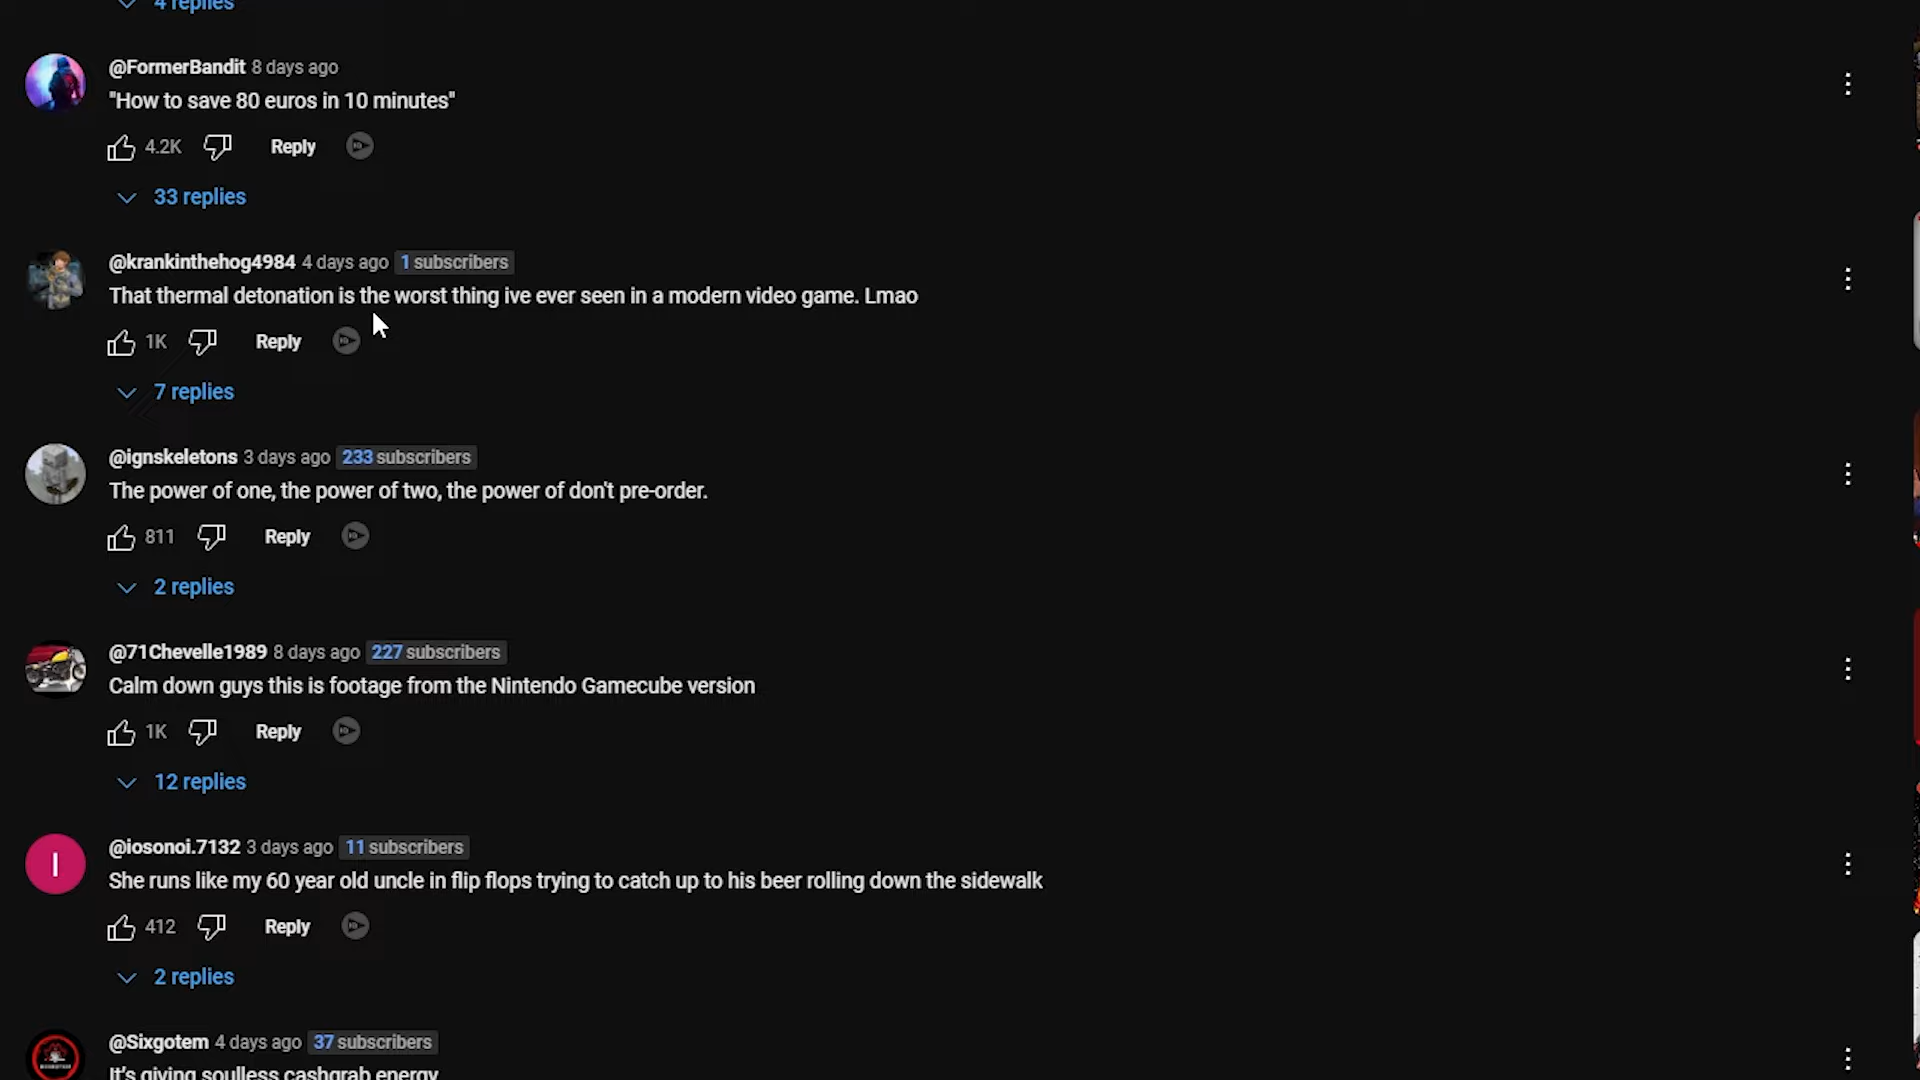 4 replies
@FormerBandit 8 days ago
"How to save 80 euros in 10 minutes"
4.2K Reply
33 replies
@krankinthehog4984 4 days ago 1 subscribers
That thermal detonation is the worst thing ive ever seen in a modern video game. Lmao
1K Reply
7 replies
@ignskeletons 3 days ago 233 subscribers
The power of one, the power of two, the power of don't pre-order.
811 Reply
2 replies
@71Chevelle1989 8 days ago 227 subscribers
Calm down guys this is footage from the Nintendo Gamecube version
1K Reply
12 replies
I
@iosonoi.7132 3 days ago 11 subscribers
She runs like my 60 year old uncle in flip flops trying to catch up to his beer rolling down the sidewalk
412 Reply
2 replies
@Sixgotem 4 days ago 37 subscribers
It's giving soulless cashgrab energy